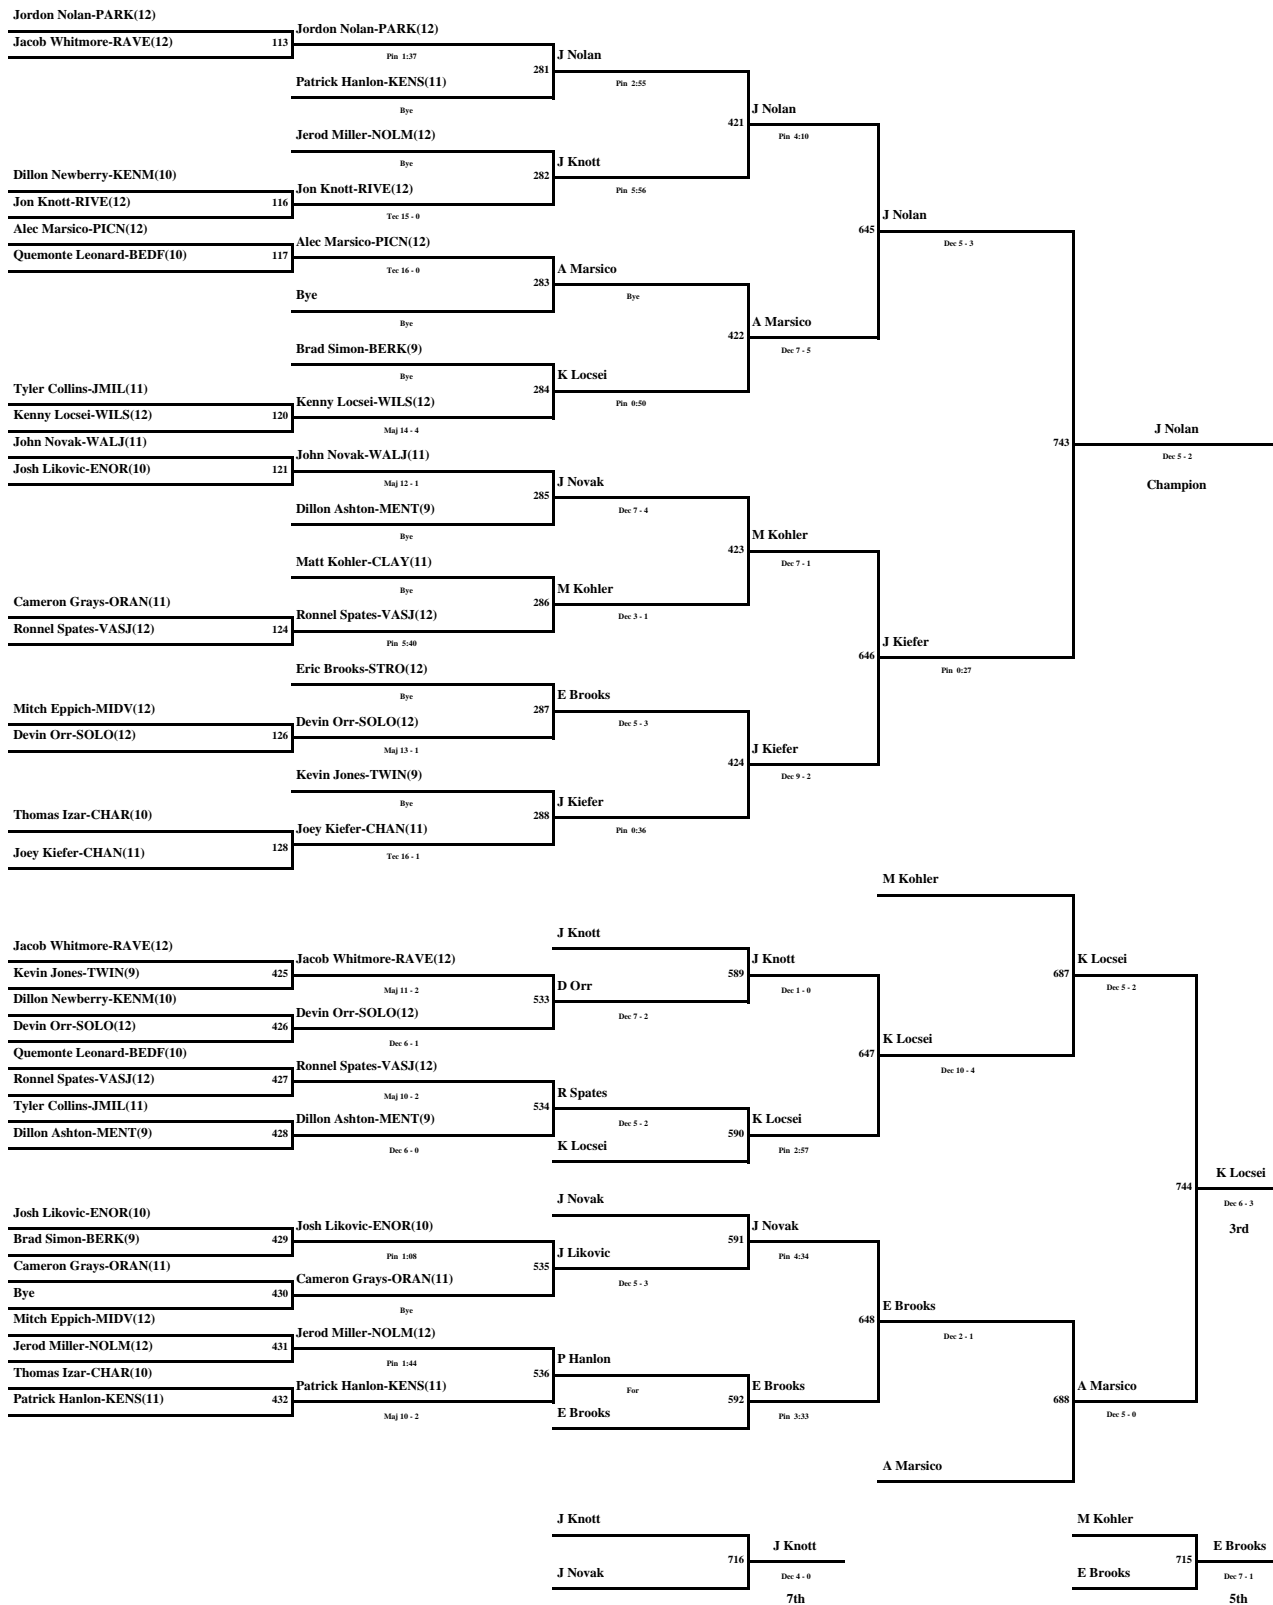 Jordon Nolan-PARK(12)
Jacob Whitmore-RAVE(12)
113
Jordon Nolan-PARK(12)
Pin 1:37
Patrick Hanlon-KENS(11)
Bye
281
J Nolan
Pin 2:55
Jerod Miller-NOLM(12)
Bye
Dillon Newberry-KENM(10)
Jon Knott-RIVE(12)
116
Jon Knott-RIVE(12)
Tec 15 - 0
282
J Knott
Pin 5:56
421
J Nolan
Pin 4:10
Alec Marsico-PICN(12)
Quemonte Leonard-BEDF(10)
117
Alec Marsico-PICN(12)
Tec 16 - 0
Bye
Bye
283
A Marsico
Bye
Brad Simon-BERK(9)
Bye
Tyler Collins-JMIL(11)
Kenny Locsei-WILS(12)
120
Kenny Locsei-WILS(12)
Maj 14 - 4
284
K Locsei
Pin 0:50
422
A Marsico
Dec 7 - 5
645
J Nolan
Dec 5 - 3
John Novak-WALJ(11)
Josh Likovic-ENOR(10)
121
John Novak-WALJ(11)
Maj 12 - 1
Dillon Ashton-MENT(9)
Bye
285
J Novak
Dec 7 - 4
Matt Kohler-CLAY(11)
Bye
Cameron Grays-ORAN(11)
Ronnel Spates-VASJ(12)
124
Ronnel Spates-VASJ(12)
Pin 5:40
286
M Kohler
Dec 3 - 1
423
M Kohler
Dec 7 - 1
Eric Brooks-STRO(12)
Bye
Mitch Eppich-MIDV(12)
Devin Orr-SOLO(12)
126
Devin Orr-SOLO(12)
Maj 13 - 1
287
E Brooks
Dec 5 - 3
Kevin Jones-TWIN(9)
Bye
Thomas Izar-CHAR(10)
Joey Kiefer-CHAN(11)
128
Joey Kiefer-CHAN(11)
Tec 16 - 1
288
J Kiefer
Pin 0:36
424
J Kiefer
Dec 9 - 2
646
J Kiefer
Pin 0:27
743
J Nolan
Dec 5 - 2
Champion
M Kohler
Jacob Whitmore-RAVE(12)
Kevin Jones-TWIN(9)
425
Jacob Whitmore-RAVE(12)
Maj 11 - 2
Dillon Newberry-KENM(10)
Devin Orr-SOLO(12)
426
Devin Orr-SOLO(12)
Dec 6 - 1
533
J Knott
D Orr
Dec 7 - 2
589
J Knott
Dec 1 - 0
Quemonte Leonard-BEDF(10)
Ronnel Spates-VASJ(12)
427
Ronnel Spates-VASJ(12)
Maj 10 - 2
Tyler Collins-JMIL(11)
Dillon Ashton-MENT(9)
428
Dillon Ashton-MENT(9)
Dec 6 - 0
534
R Spates
Dec 5 - 2
K Locsei
590
K Locsei
Pin 2:57
647
K Locsei
Dec 10 - 4
687
K Locsei
Dec 5 - 2
Josh Likovic-ENOR(10)
Brad Simon-BERK(9)
429
Josh Likovic-ENOR(10)
Pin 1:08
Cameron Grays-ORAN(11)
Bye
430
Cameron Grays-ORAN(11)
Bye
535
J Novak
J Likovic
Dec 5 - 3
591
J Novak
Pin 4:34
Mitch Eppich-MIDV(12)
Jerod Miller-NOLM(12)
431
Jerod Miller-NOLM(12)
Pin 1:44
Thomas Izar-CHAR(10)
Patrick Hanlon-KENS(11)
432
Patrick Hanlon-KENS(11)
Maj 10 - 2
536
P Hanlon
For
E Brooks
592
E Brooks
Pin 3:33
648
E Brooks
Dec 2 - 1
A Marsico
688
A Marsico
Dec 5 - 0
744
K Locsei
Dec 6 - 3
3rd
J Knott
J Novak
716
J Knott
Dec 4 - 0
7th
M Kohler
E Brooks
715
E Brooks
Dec 7 - 1
5th